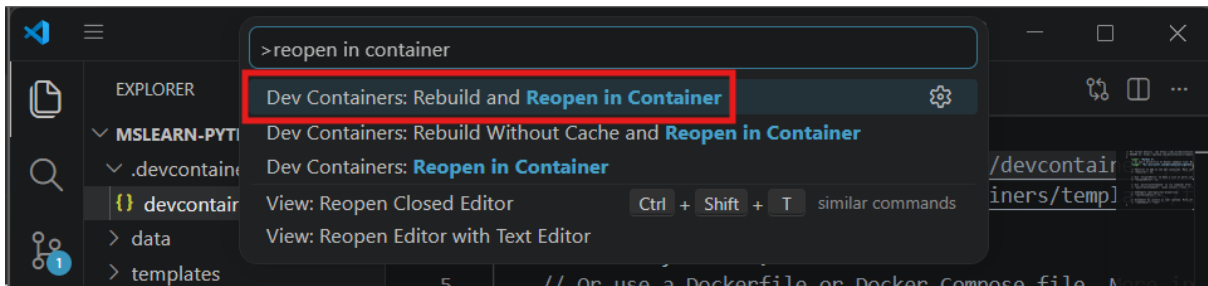 >reopen in container
EXPLORER
Dev Containers: Rebuild and Reopen in Container
MSLEARN-PYT
Dev Containers: Rebuild Without Cache and Reopen in Container
.devcontaine
Dev Containers: Reopen in Container
/devcontair
{} devcontair
View: Reopen Closed Editor Ctrl + Shift + T similar commands
iners/templ
data
View: Reopen Editor with Text Editor
1
templates
5 // Or use a Dockerfile or Docker Compose file.